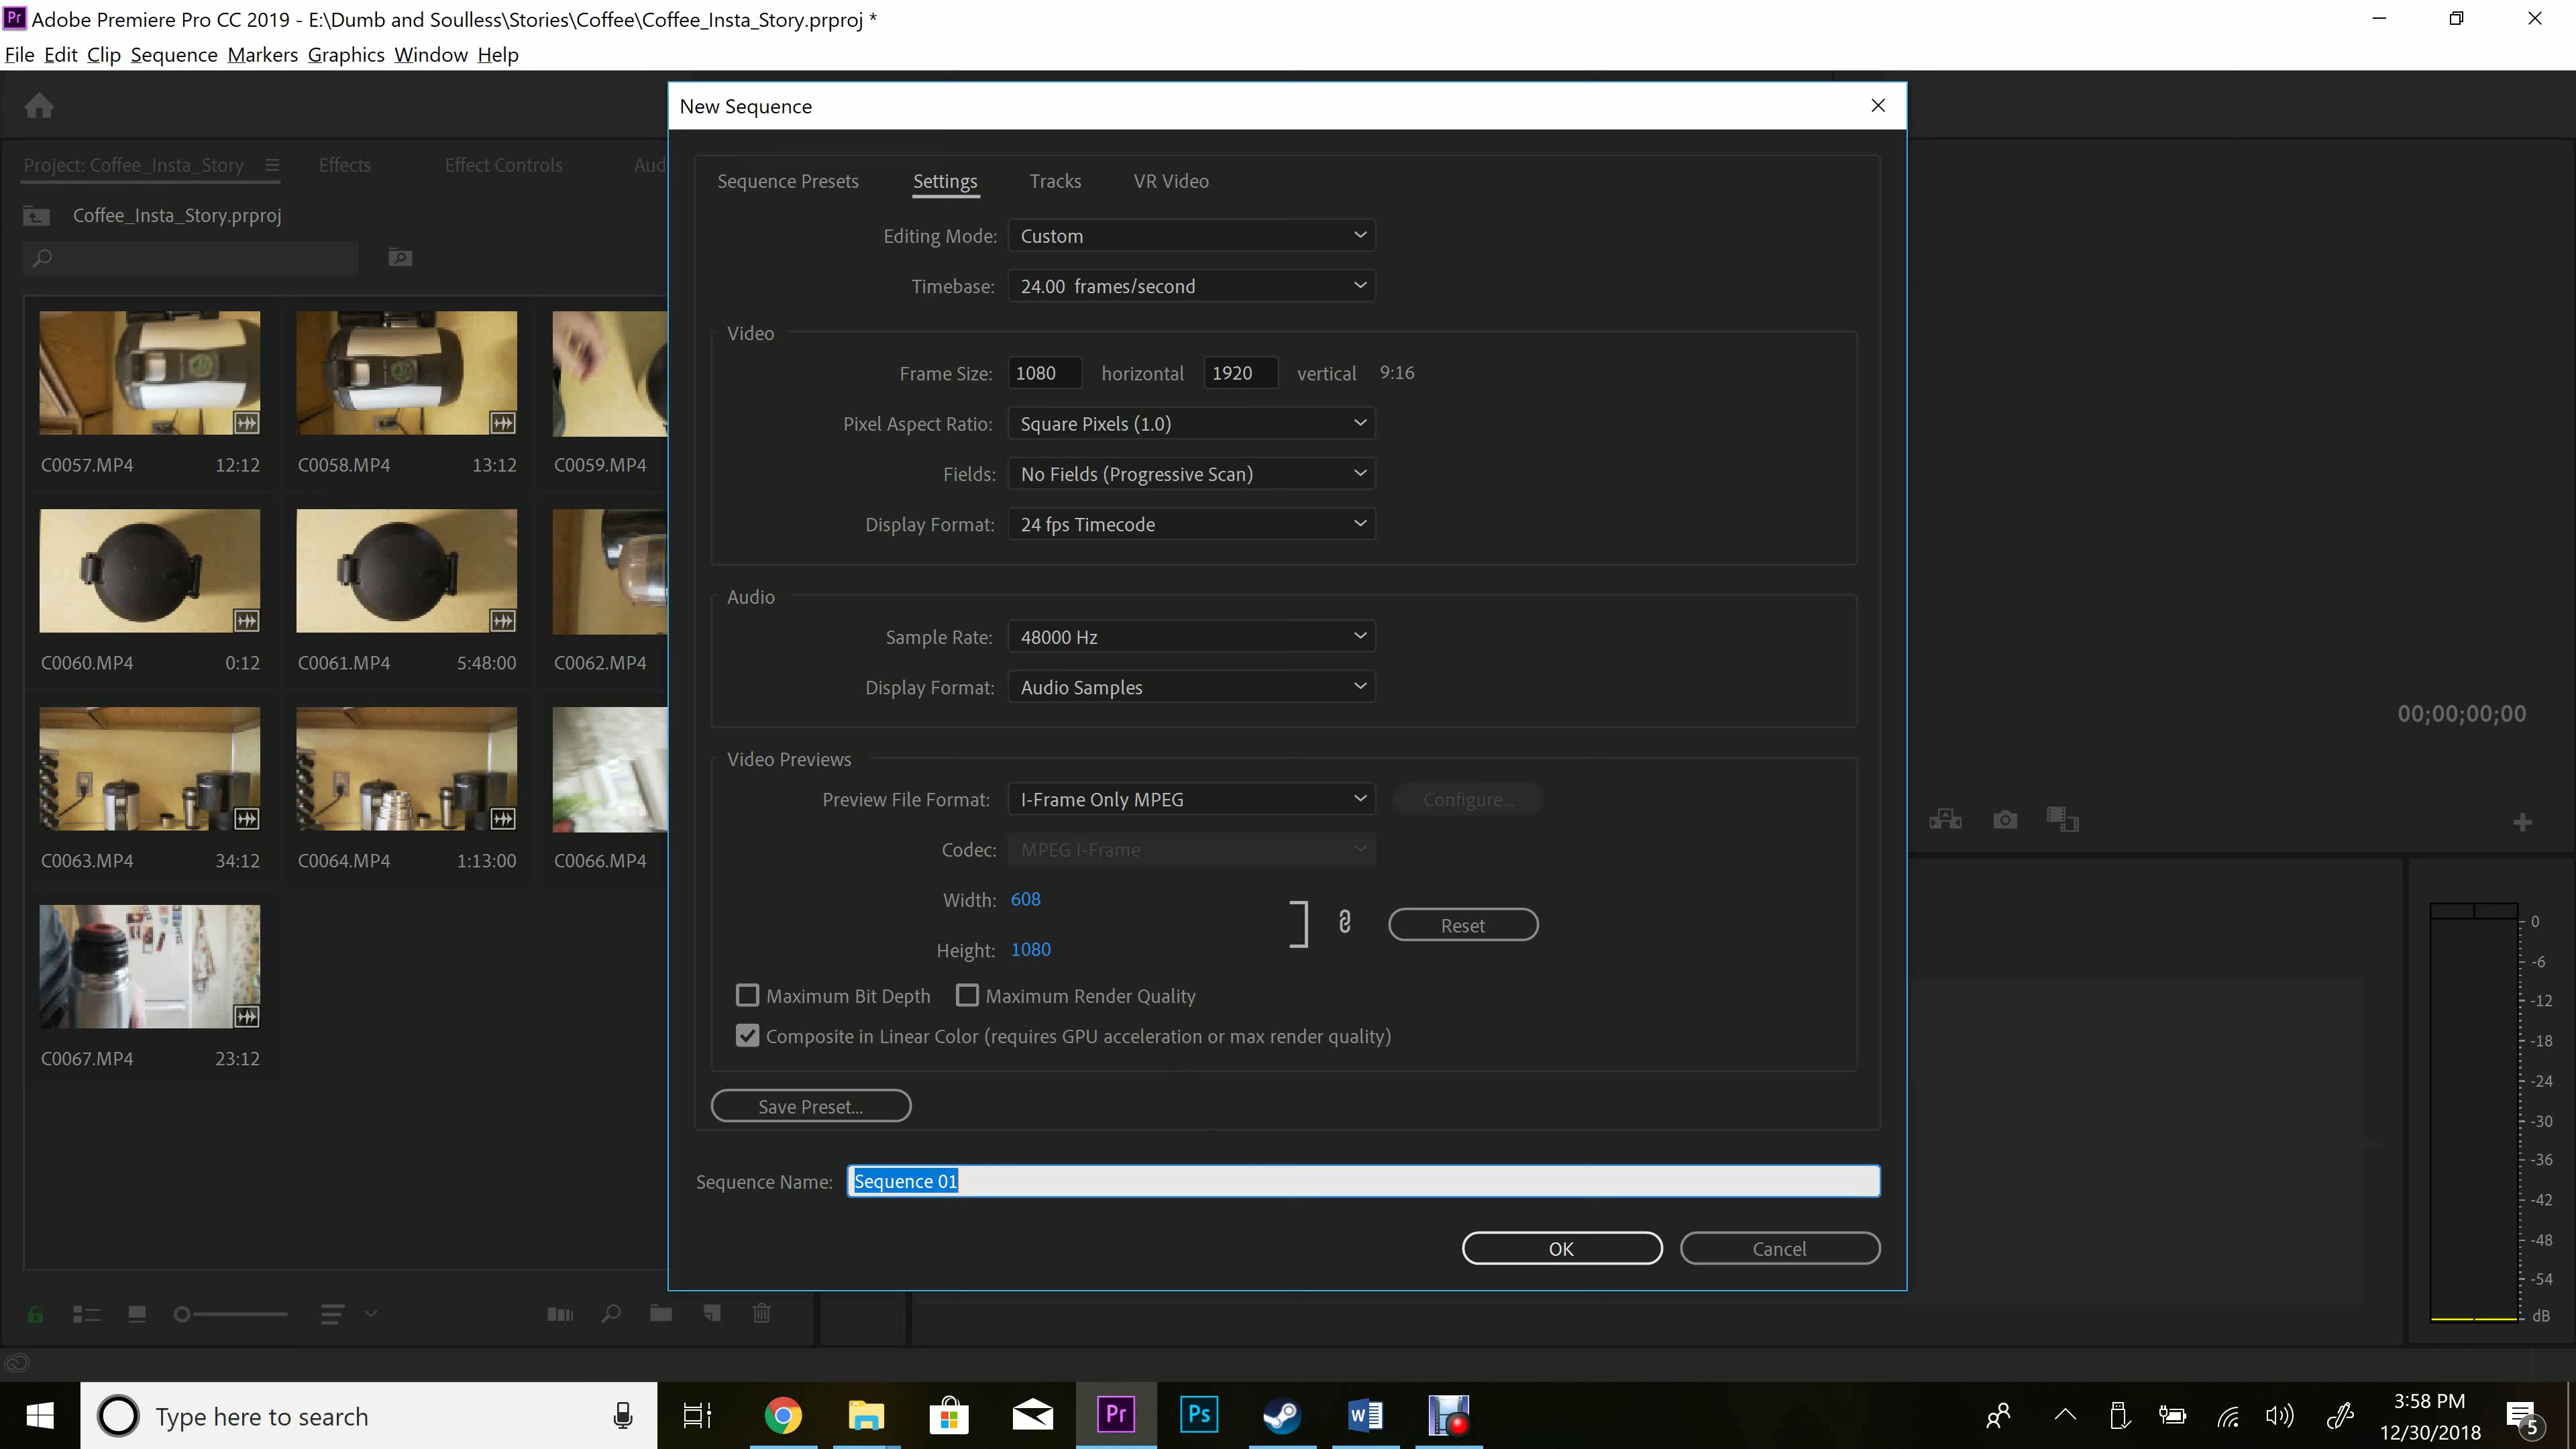 Pr Adobe Premiere Pro CC 2019 - E:\Dumb and Soulless\Stories\Coffee\Coffee_Insta_Story.prproj *
File Edit Clip Sequence Markers Graphics Window Help
New Sequence
Project: Coffee_Insta_Story
Effects
Effect Controls
Aud
Coffee_Insta_Story.prproj
C0057.MP4 12:12
C0058.MP4 13:12
C0059.MP4
C0060.MP4 0:12
C0061.MP4 5:48:00
C0062.MP4
C0063.MP4 34:12
C0064.MP4 1:13:00
C0066.MP4
C0067.MP4 23:12
Sequence Presets Settings Tracks VR Video
Editing Mode: Custom
Timebase: 24.00 frames/second
Video
Frame Size: 1080 horizontal 1920 vertical 9:16
Pixel Aspect Ratio: Square Pixels (1.0)
Fields: No Fields (Progressive Scan)
Display Format: 24 fps Timecode
Audio
Sample Rate: 48000 Hz
Display Format: Audio Samples
Video Previews
Preview File Format: I-Frame Only MPEG Configure...
Codec: MPEG I-Frame
Width: 608
Height: 1080
Reset
Maximum Bit Depth Maximum Render Quality
Composite in Linear Color (requires GPU acceleration or max render quality)
Save Preset...
Sequence Name: Sequence 01
OK Cancel
00;00;00;00
0
-6
-12
-18
-24
-30
-36
-42
-48
-54
dB
Type here to search
Pr
Ps
W
3:58 PM
12/30/2018
5